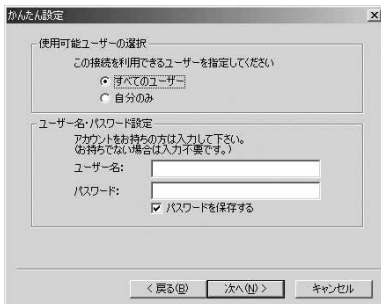 かんたん設定
使用可能ユーザーの選択
この接続を利用できるユーザーを指定してください
すべてのユーザー
自分のみ
ユーザー名・パスワード設定
アカウントをお持ちの方は入力して下さい。
(お持ちでない場合は入力不要です。)
ユーザー名:
パスワード:
パスワードを保存する
< 戻る(B) 次へ(N) > キャンセル